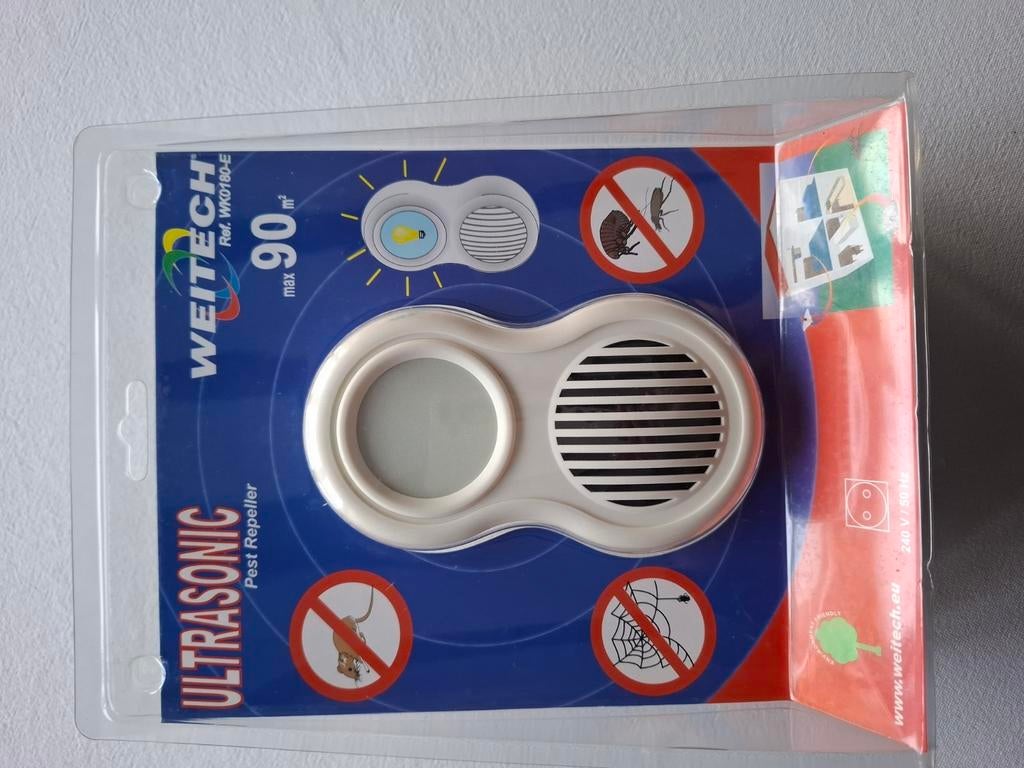 ULTRASONIC
Pest Repeller
WEITECH®
Ref. WK0180-E
max 90 m²
240 V / 50 Hz
www.weitech.eu